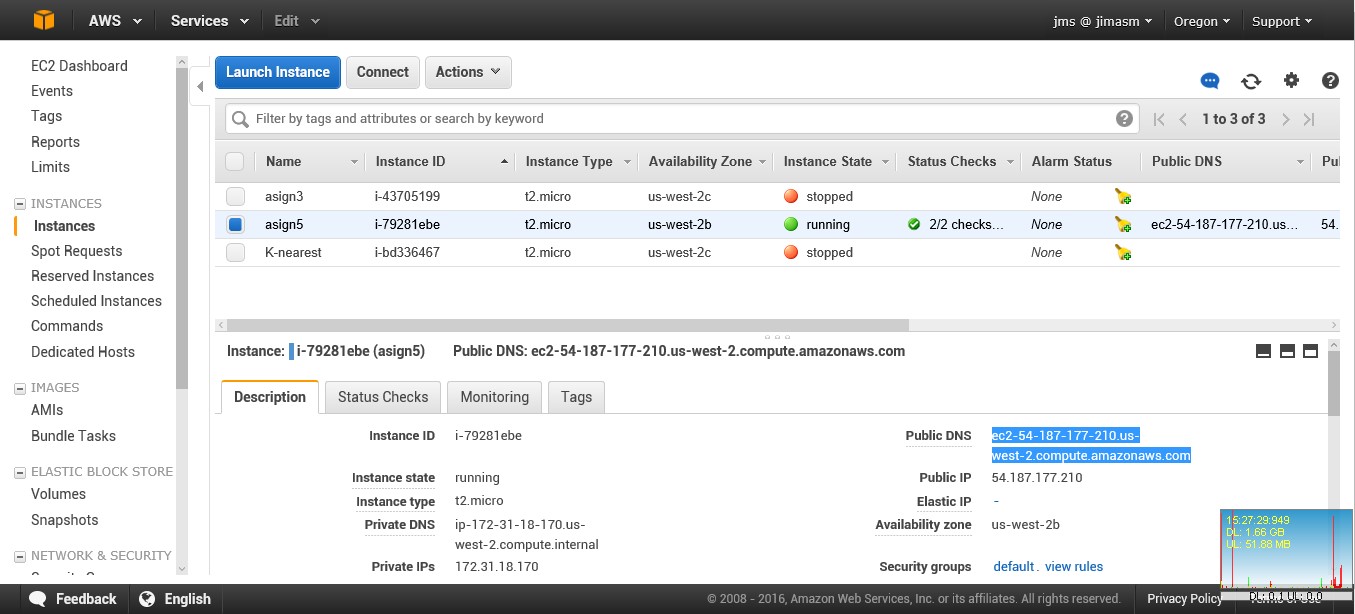 AWS Services Edit jms @ jimasm Oregon Support
EC2 Dashboard
Events
Tags
Reports
Limits
INSTANCES
Instances
Spot Requests
Reserved Instances
Scheduled Instances
Commands
Dedicated Hosts
IMAGES
AMIs
Bundle Tasks
ELASTIC BLOCK STORE
Volumes
Snapshots
NETWORK & SECURITY
Launch Instance Connect Actions
Filter by tags and attributes or search by keyword 1 to 3 of 3
Name Instance ID Instance Type Availability Zone Instance State Status Checks Alarm Status Public DNS Pu
asign3 i-43705199 t2.micro us-west-2c stopped None
asign5 i-79281ebe t2.micro us-west-2b running 2/2 checks... None ec2-54-187-177-210.us... 54.
K-nearest i-bd336467 t2.micro us-west-2c stopped None
Instance: i-79281ebe (asign5) Public DNS: ec2-54-187-177-210.us-west-2.compute.amazonaws.com
Description Status Checks Monitoring Tags
Instance ID i-79281ebe
Instance state running
Instance type t2.micro
Private DNS ip-172-31-18-170.us-
west-2.compute.internal
Private IPs 172.31.18.170
Public DNS ec2-54-187-177-210.us-
west-2.compute.amazonaws.com
Public IP 54.187.177.210
Elastic IP -
Availability zone us-west-2b
Security groups default. view rules
15:27:29:949
DL: 1.66 GB
UL: 51.88 MB
DL: 0.1 UL: 0.0
Feedback English © 2008 - 2016, Amazon Web Services, Inc. or its affiliates. All rights reserved. Privacy Policy